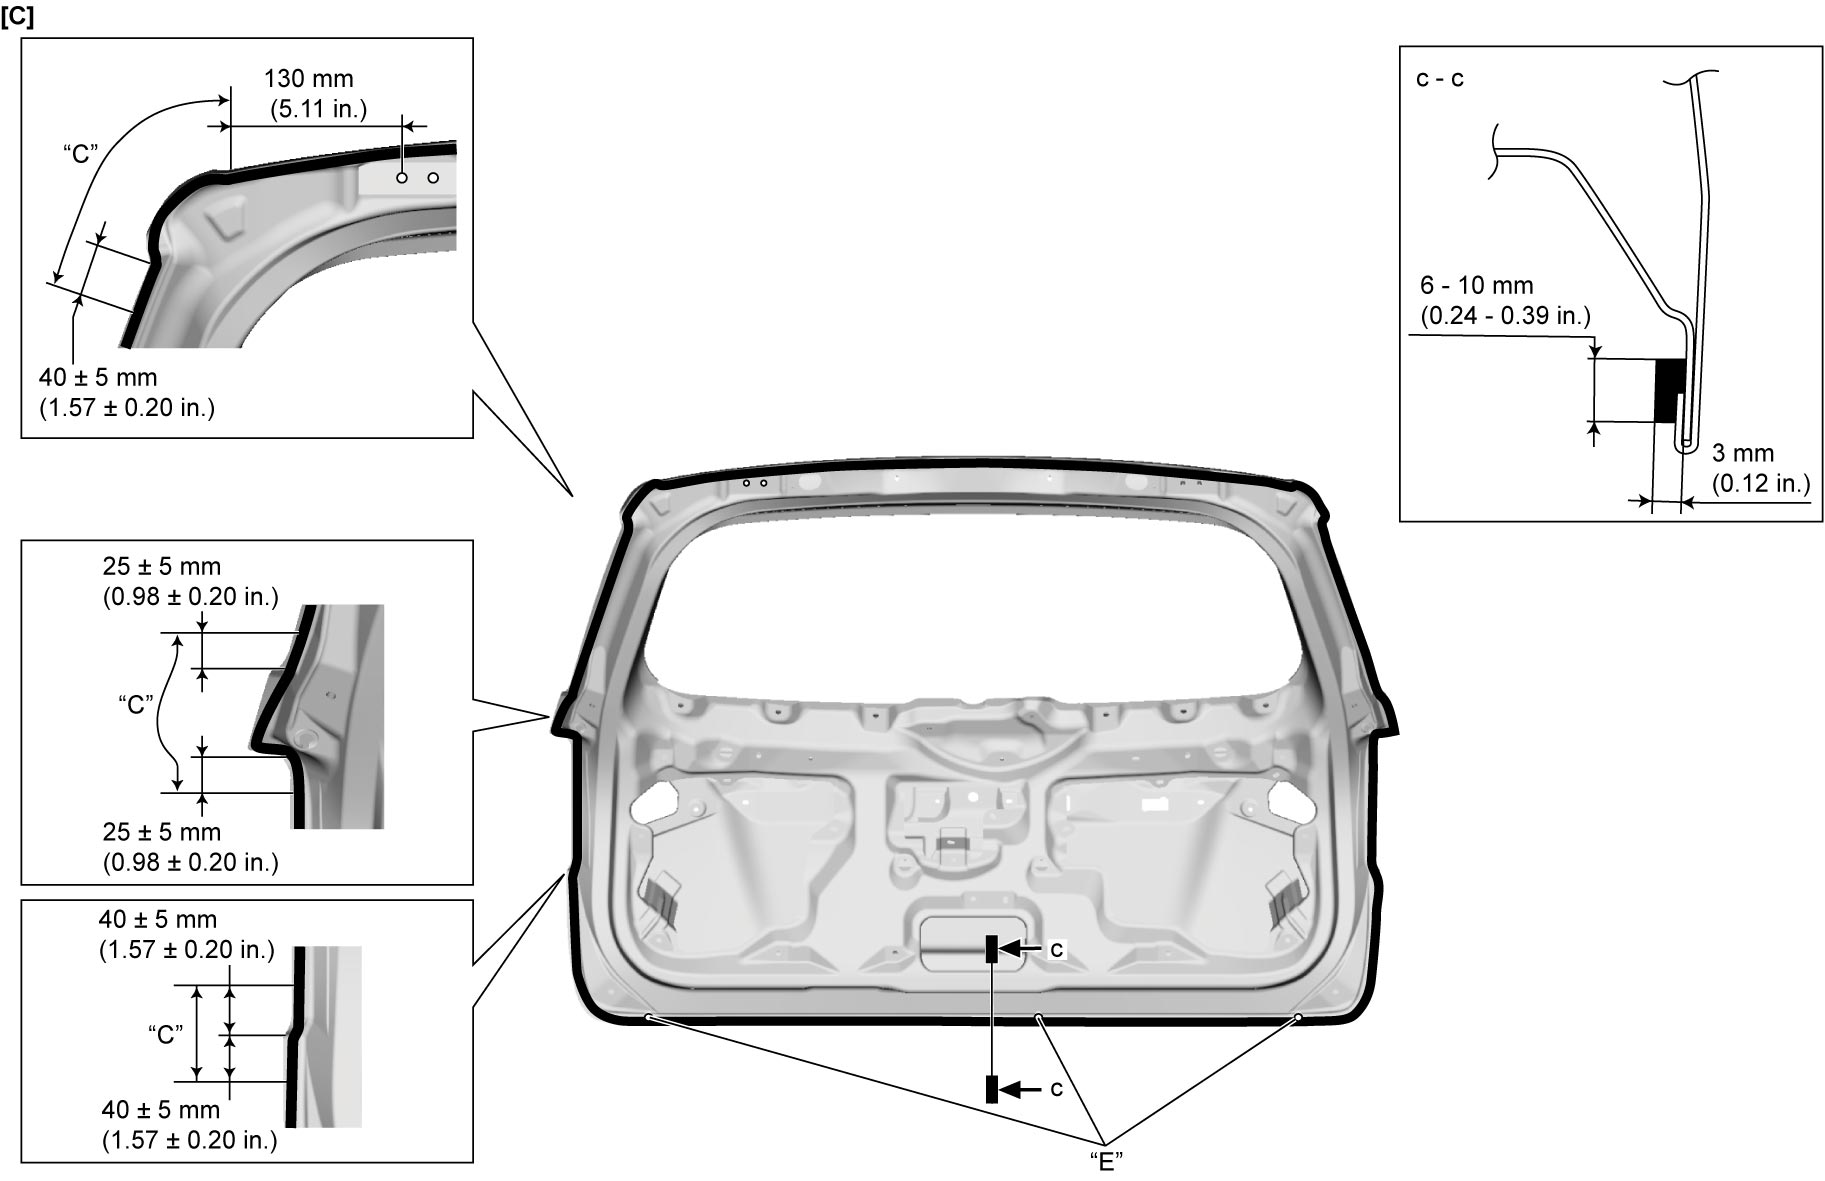 [C]
130 mm
(5.11 in.)
“C”
40 ± 5 mm
(1.57 ± 0.20 in.)
25 ± 5 mm
(0.98 ± 0.20 in.)
“C”
25 ± 5 mm
(0.98 ± 0.20 in.)
40 ± 5 mm
(1.57 ± 0.20 in.)
“C”
40 ± 5 mm
(1.57 ± 0.20 in.)
c
c
“E”
c - c
6 - 10 mm
(0.24 - 0.39 in.)
3 mm
(0.12 in.)